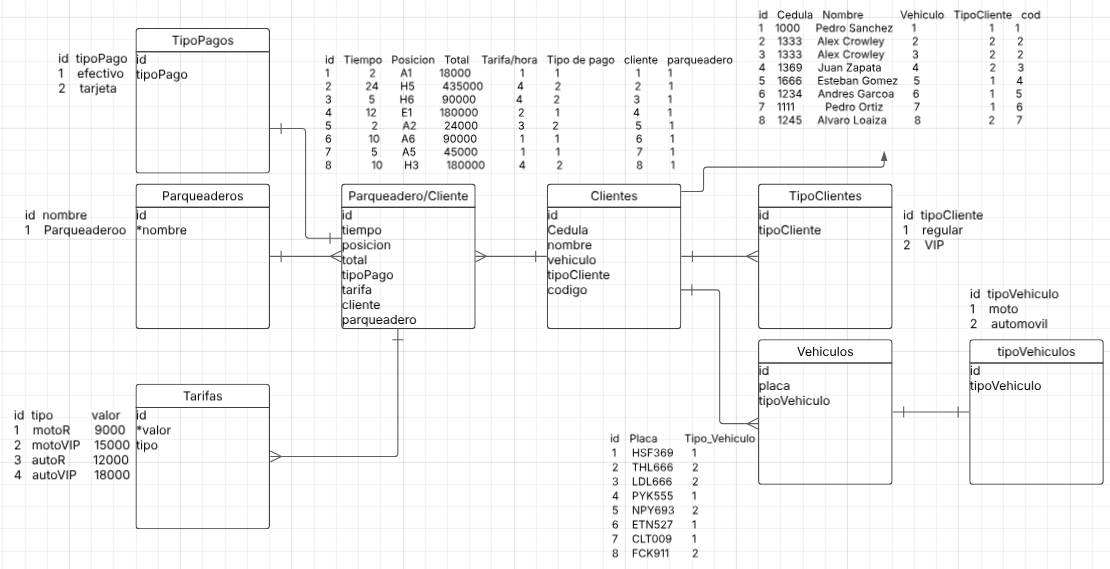 TipoPagos
id
tipoPago
id tipoPago
1 efectivo
2 tarjeta
id Tiempo Posicion Total Tarifa/hora Tipo de pago cliente parqueadero
1 2 A1 18000 1 1 1 1
2 24 H5 435000 4 2 2 1
3 5 H6 90000 4 2 3 1
4 12 E1 180000 2 1 4 1
5 2 A2 24000 3 2 5 1
6 10 A6 90000 1 1 6 1
7 5 A5 45000 1 1 7 1
8 10 H3 180000 4 2 8 1
id Cedula Nombre Vehiculo TipoCliente cod
1 1000 Pedro Sanchez 1 1 1
2 1333 Alex Crowley 2 2 2
3 1333 Alex Crowley 3 2 2
4 1369 Juan Zapata 4 2 3
5 1666 Esteban Gomez 5 1 4
6 1234 Andres Garcoa 6 1 5
7 1111 Pedro Ortiz 7 1 6
8 1245 Alvaro Loaiza 8 2 7
id nombre
1 Parqueaderoo
Parqueaderos
id
*nombre
Parqueadero/Cliente
id
tiempo
posicion
total
tipoPago
tarifa
cliente
parqueadero
Clientes
id
Cedula
nombre
vehiculo
tipoCliente
codigo
TipoClientes
id
tipoCliente
id tipoCliente
1 regular
2 VIP
id tipoVehiculo
1 moto
2 automovil
Vehiculos
id
placa
tipoVehiculo
tipoVehiculos
id
tipoVehiculo
id tipo valor
1 motoR 9000
2 motoVIP 15000
3 autoR 12000
4 autoVIP 18000
Tarifas
id
*valor
tipo
id Placa Tipo_Vehiculo
1 HSF369 1
2 THL666 2
3 LDL666 2
4 PYK555 1
5 NPY693 2
6 ETN527 1
7 CLT009 1
8 FCK911 2